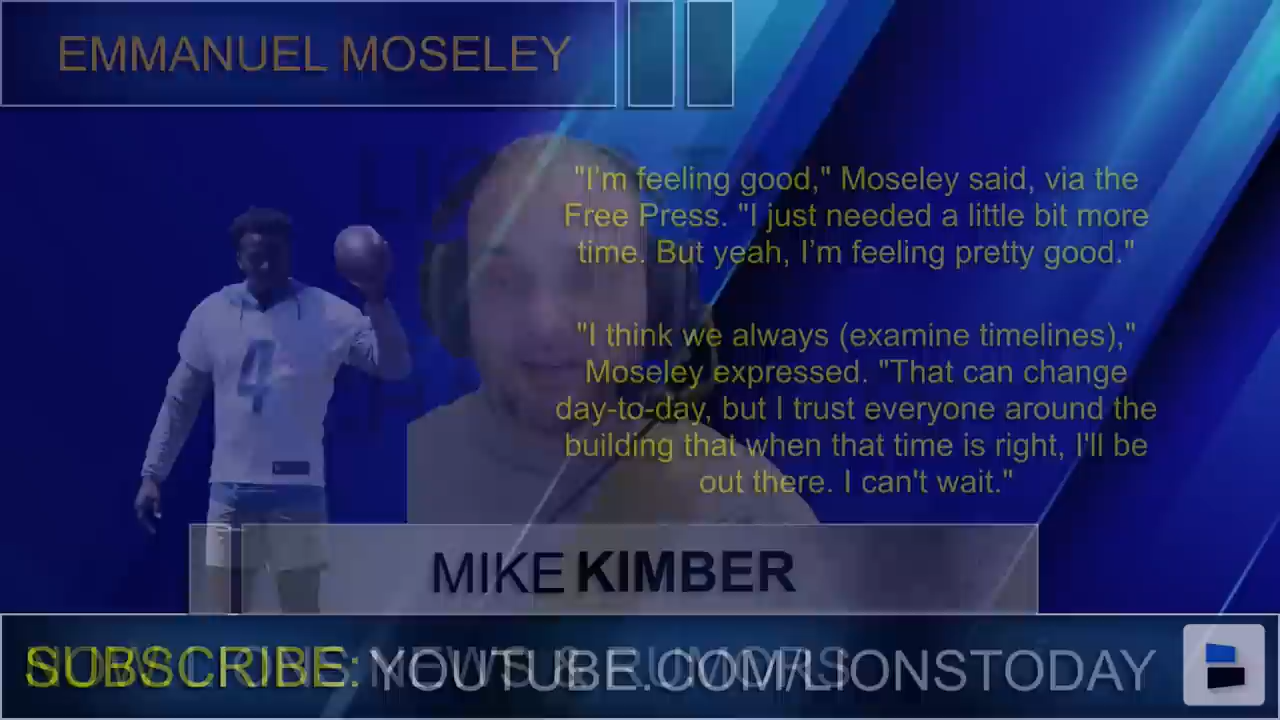 EMMANUEL MOSELEY
"I'm feeling good," Moseley said, via the
Free Press. "I just needed a little bit more
time. But yeah, I'm feeling pretty good."
"I think we always (examine timelines),"
Moseley expressed. "That can change
day-to-day, but I trust everyone around the
building that when that time is right, I'll be
out there. I can't wait."
4
MIKE KIMBER
SUBSCRIBE: YOUTUBE.COM/LIONSTODAY
NEWS & RUMORS